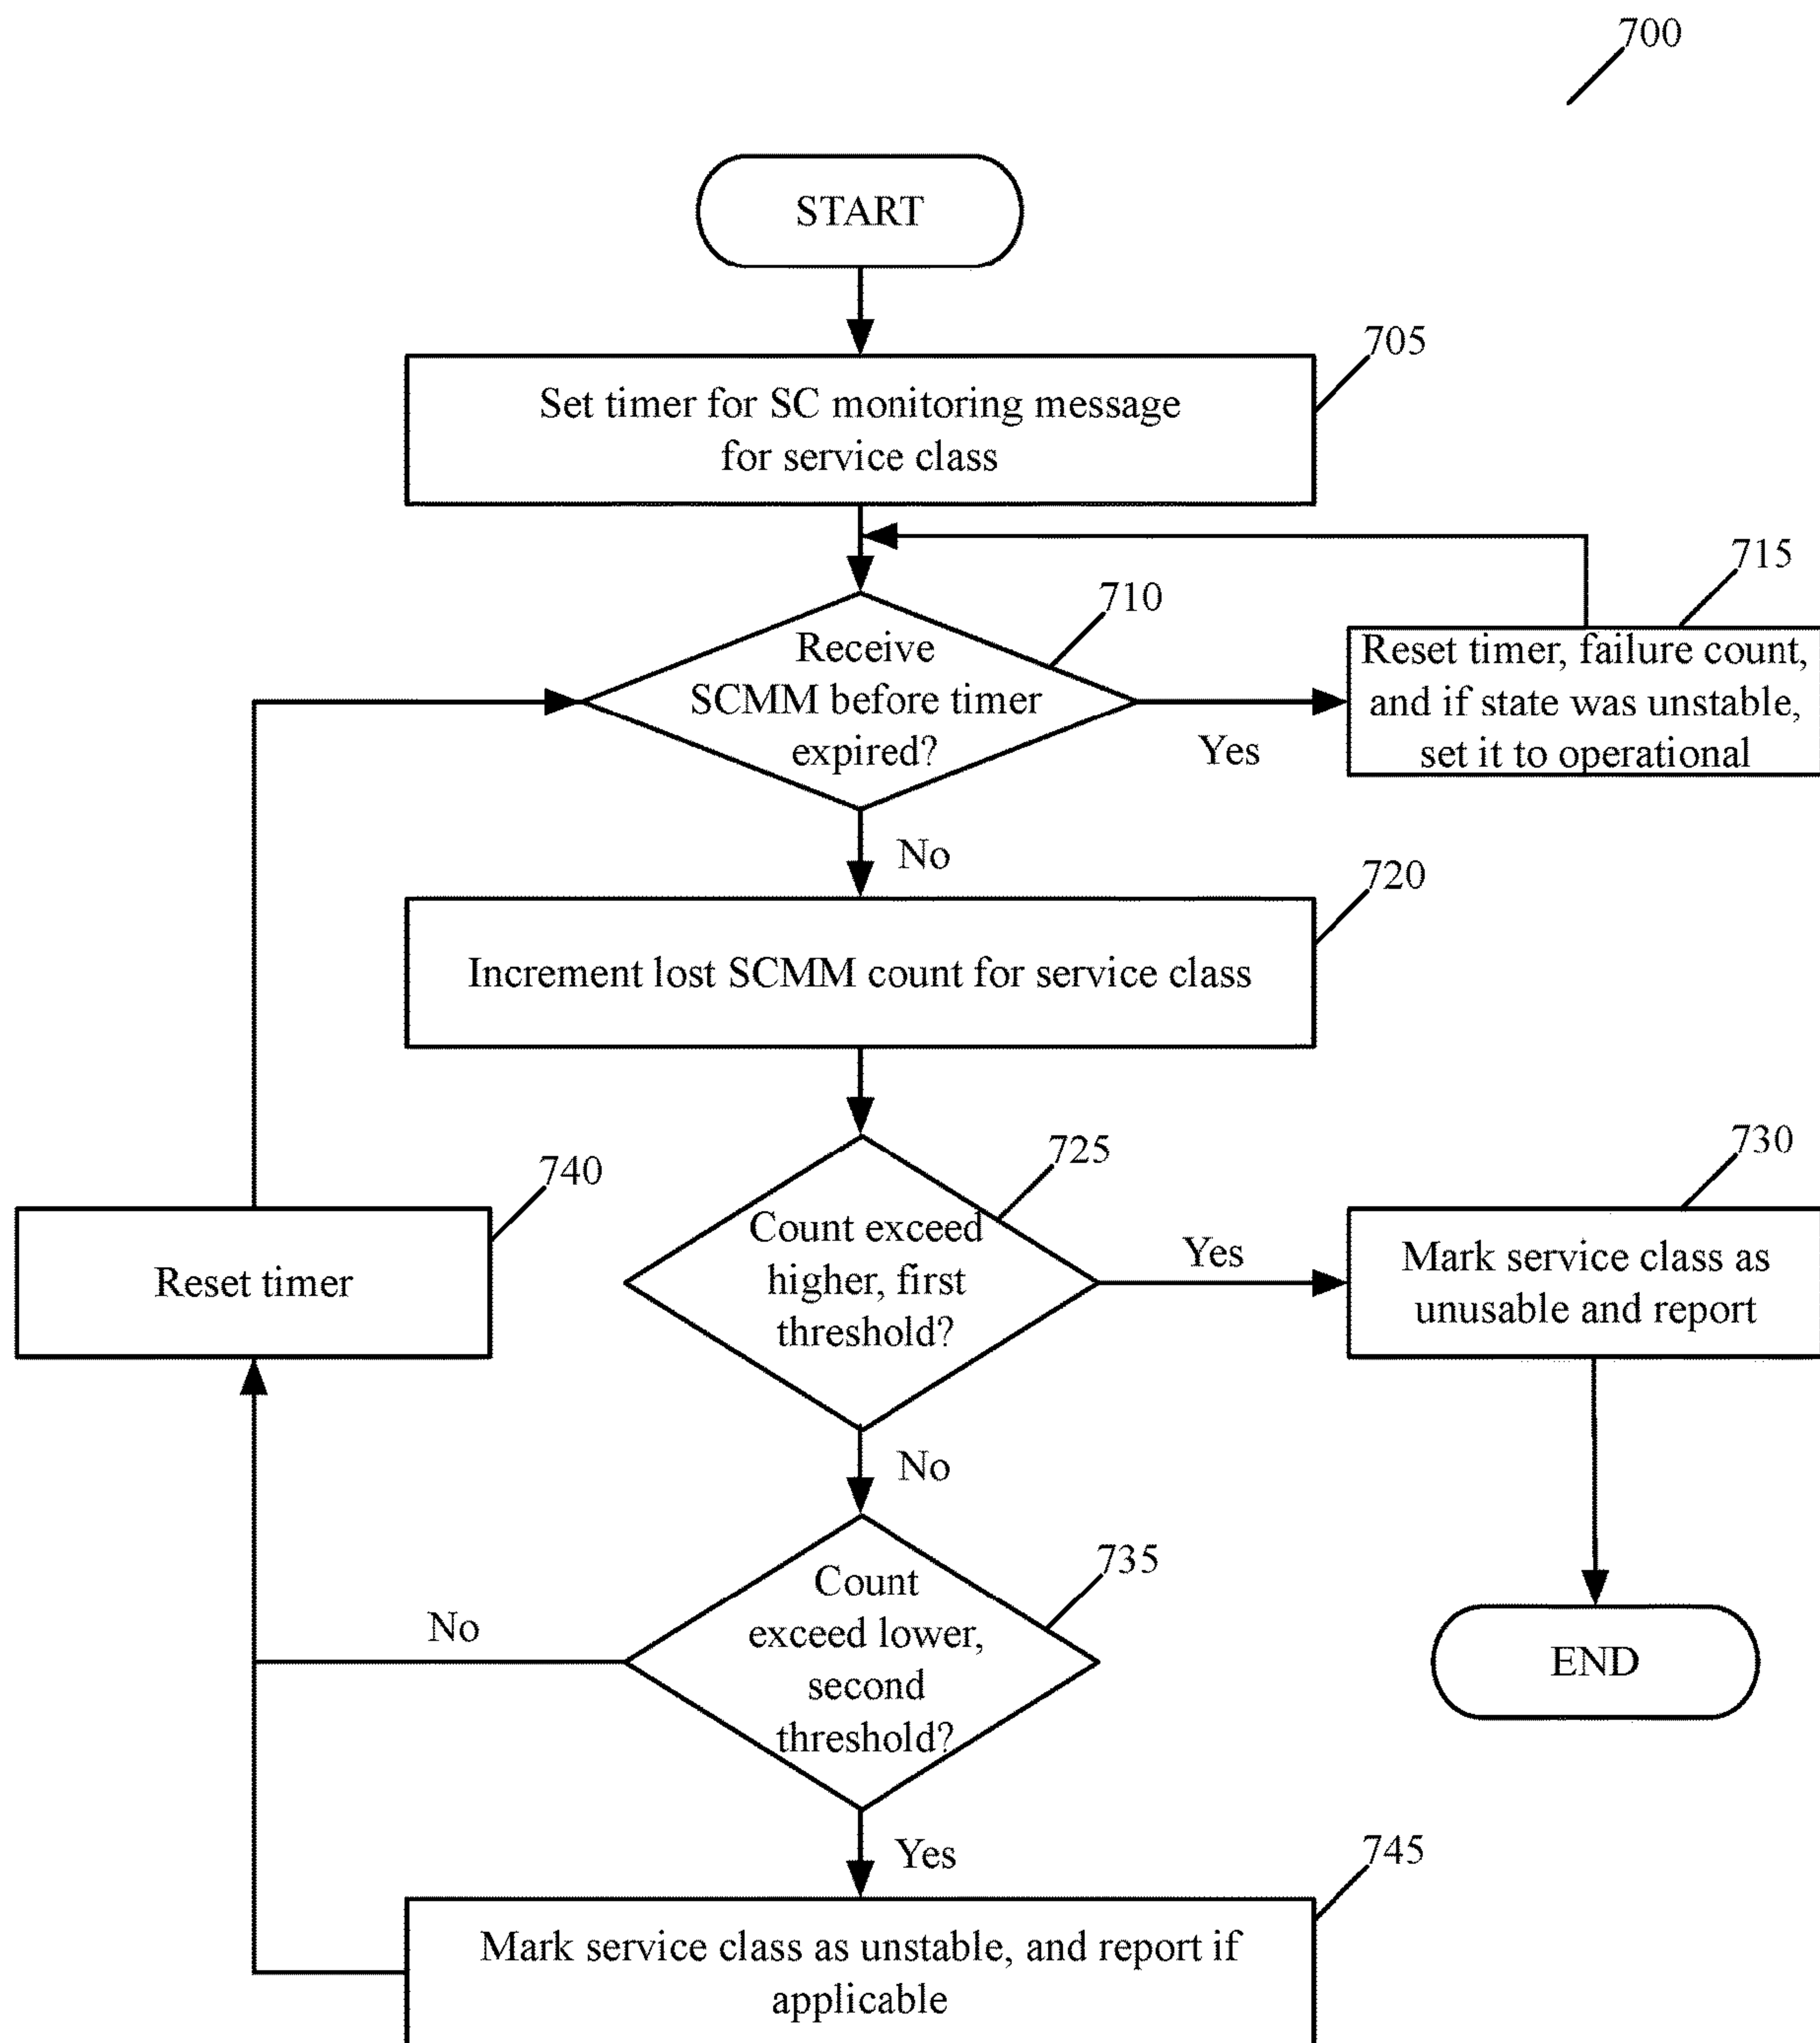 700
START
705
Set timer for SC monitoring message
for service class
715
710
Receive
SCMM before timer
expired?
Yes
Reset timer, failure count,
and if state was unstable,
set it to operational
No
720
Increment lost SCMM count for service class
725
730
740
Count exceed
higher, first
threshold?
Yes
Mark service class as
unusable and report
Reset timer
No
735
Count
exceed lower,
second
threshold?
No
END
Yes
745
Mark service class as unstable, and report if
applicable